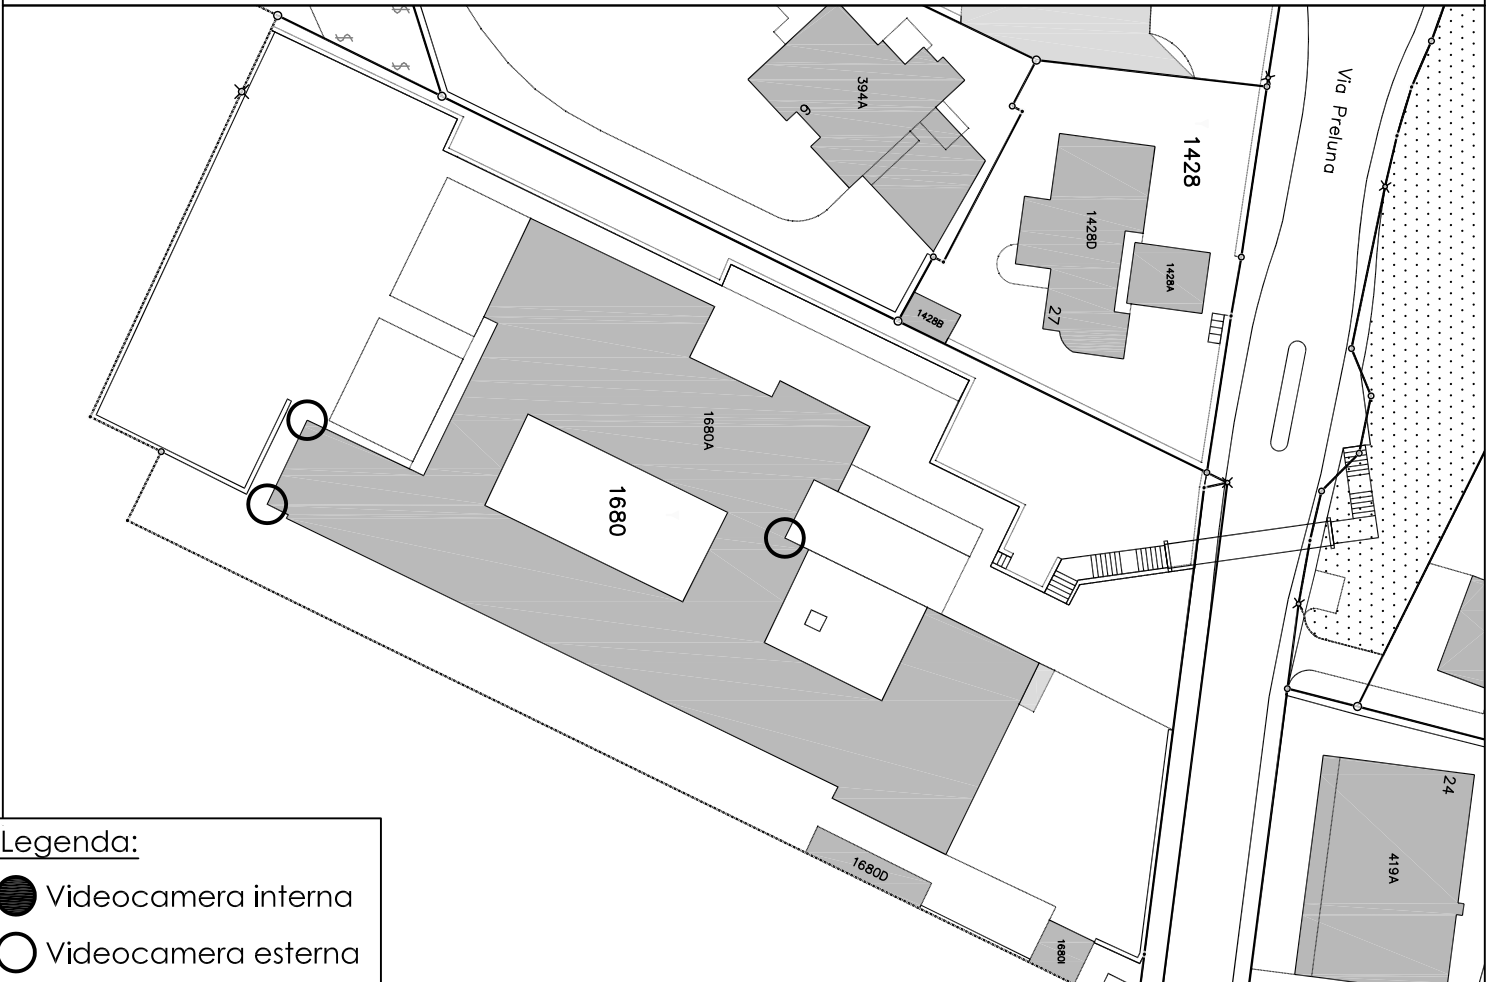 394A
9
Via Preluna
1428
1428D
1428A
27
1428B
1680A
1680
24
419A
1680D
1680I
Legenda:
Videocamera interna
Videocamera esterna